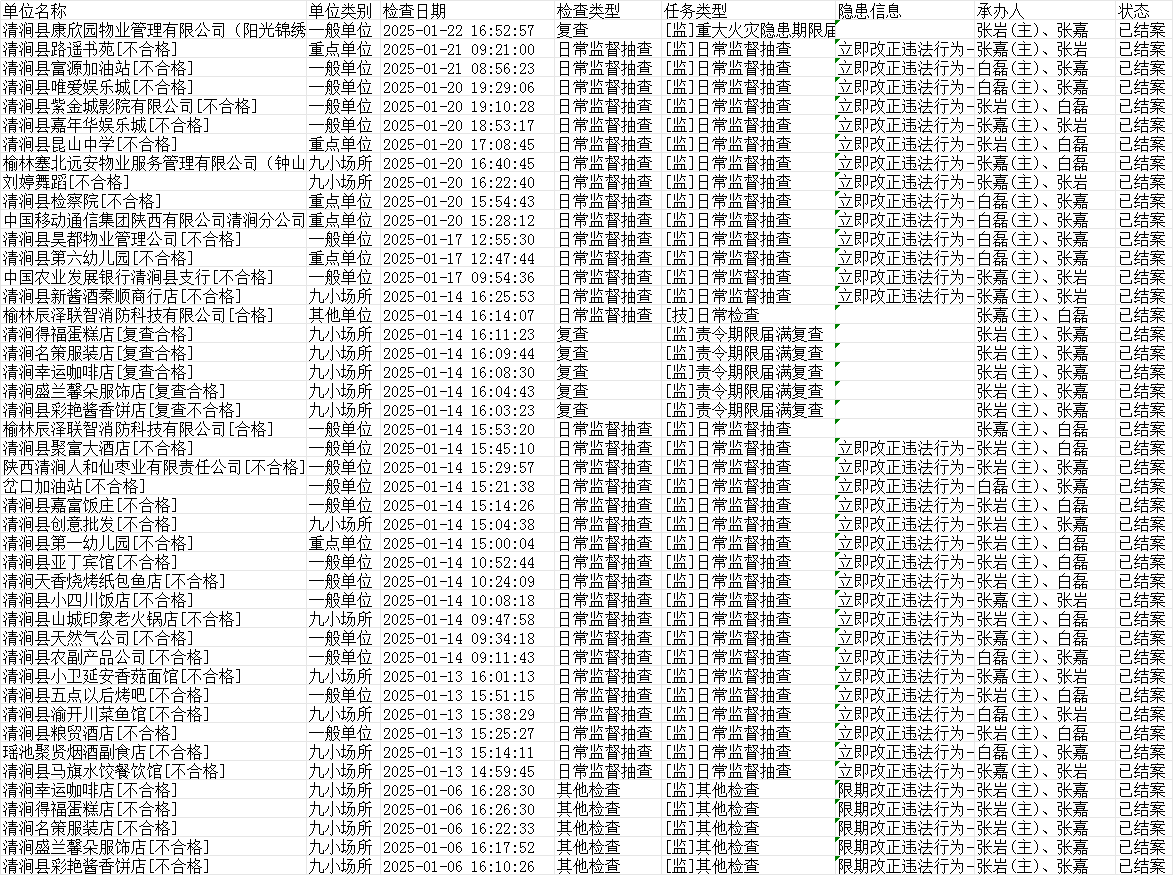 单位名称 单位类别 检查日期 检查类型 任务类型 隐患信息 承办人 状态
清涧县康欣园物业管理有限公司（阳光锦绣 一般单位 2025-01-22 16:52:57 复查 [监]重大火灾隐患期限届 张岩(主)、张嘉 已结案
清涧县路遥书苑[不合格] 重点单位 2025-01-21 09:21:00 日常监督抽查 [监]日常监督抽查 立即改正违法行为- 张岩(主)、张嘉 已结案
清涧县富源加油站[不合格] 一般单位 2025-01-21 08:56:23 日常监督抽查 [监]日常监督抽查 立即改正违法行为- 白磊(主)、张嘉 已结案
清涧县唯爱娱乐城[不合格] 一般单位 2025-01-20 19:29:06 日常监督抽查 [监]日常监督抽查 立即改正违法行为- 白磊(主)、张嘉 已结案
清涧县紫金城影院有限公司[不合格] 一般单位 2025-01-20 19:10:28 日常监督抽查 [监]日常监督抽查 立即改正违法行为- 张岩(主)、白磊 已结案
清涧县嘉年华娱乐城[不合格] 一般单位 2025-01-20 18:53:17 日常监督抽查 [监]日常监督抽查 立即改正违法行为- 张嘉(主)、张岩 已结案
清涧县昆山中学[不合格] 重点单位 2025-01-20 17:08:45 日常监督抽查 [监]日常监督抽查 立即改正违法行为- 张岩(主)、白磊 已结案
榆林塞北远安物业服务管理有限公司（钟山 九小场所 2025-01-20 16:40:45 日常监督抽查 [监]日常监督抽查 立即改正违法行为- 张嘉(主)、白磊 已结案
刘婷舞蹈[不合格] 九小场所 2025-01-20 16:22:40 日常监督抽查 [监]日常监督抽查 立即改正违法行为- 张嘉(主)、张岩 已结案
清涧县检察院[不合格] 重点单位 2025-01-20 15:54:43 日常监督抽查 [监]日常监督抽查 立即改正违法行为- 白磊(主)、张嘉 已结案
中国移动通信集团陕西有限公司清涧分公司 重点单位 2025-01-20 15:28:12 日常监督抽查 [监]日常监督抽查 立即改正违法行为- 白磊(主)、张岩 已结案
清涧县昊都物业管理公司[不合格] 一般单位 2025-01-17 12:55:30 日常监督抽查 [监]日常监督抽查 立即改正违法行为- 白磊(主)、张嘉 已结案
清涧县第六幼儿园[不合格] 重点单位 2025-01-17 12:47:44 日常监督抽查 [监]日常监督抽查 立即改正违法行为- 白磊(主)、张嘉 已结案
中国农业发展银行清涧县支行[不合格] 一般单位 2025-01-17 09:54:36 日常监督抽查 [监]日常监督抽查 立即改正违法行为- 张嘉(主)、张岩 已结案
清涧县新酱酒秦顺商行店[不合格] 九小场所 2025-01-14 16:25:53 日常监督抽查 [监]日常监督抽查 立即改正违法行为- 张嘉(主)、张岩 已结案
榆林辰泽联智消防科技有限公司[合格] 其他单位 2025-01-14 16:14:07 日常监督抽查 [技]日常检查 张嘉(主)、白磊 已结案
清涧得福蛋糕店[复查合格] 九小场所 2025-01-14 16:11:23 复查 [监]责令期限届满复查 张岩(主)、张嘉 已结案
清涧名策服装店[复查合格] 九小场所 2025-01-14 16:09:44 复查 [监]责令期限届满复查 张岩(主)、张嘉 已结案
清涧幸运咖啡店[复查合格] 九小场所 2025-01-14 16:08:30 复查 [监]责令期限届满复查 张岩(主)、张嘉 已结案
清涧盛兰馨朵服饰店[复查合格] 九小场所 2025-01-14 16:04:43 复查 [监]责令期限届满复查 张岩(主)、张嘉 已结案
清涧县彩艳酱香饼店[复查不合格] 九小场所 2025-01-14 16:03:23 复查 [监]责令期限届满复查 张岩(主)、张嘉 已结案
榆林辰泽联智消防科技有限公司[合格] 一般单位 2025-01-14 15:53:20 日常监督抽查 [监]日常监督抽查 张嘉(主)、白磊 已结案
清涧县聚富大酒店[不合格] 一般单位 2025-01-14 15:45:10 日常监督抽查 [监]日常监督抽查 立即改正违法行为- 张岩(主)、白磊 已结案
陕西清涧人和仙枣业有限责任公司[不合格] 一般单位 2025-01-14 15:29:57 日常监督抽查 [监]日常监督抽查 立即改正违法行为- 张岩(主)、张嘉 已结案
岔口加油站[不合格] 一般单位 2025-01-14 15:21:38 日常监督抽查 [监]日常监督抽查 立即改正违法行为- 白磊(主)、张嘉 已结案
清涧县嘉富饭庄[不合格] 一般单位 2025-01-14 15:14:26 日常监督抽查 [监]日常监督抽查 立即改正违法行为- 张岩(主)、白磊 已结案
清涧县创意批发[不合格] 九小场所 2025-01-14 15:04:38 日常监督抽查 [监]日常监督抽查 立即改正违法行为- 张岩(主)、张嘉 已结案
清涧县第一幼儿园[不合格] 重点单位 2025-01-14 15:00:04 日常监督抽查 [监]日常监督抽查 立即改正违法行为- 张岩(主)、白磊 已结案
清涧县亚丁宾馆[不合格] 一般单位 2025-01-14 10:52:44 日常监督抽查 [监]日常监督抽查 立即改正违法行为- 张岩(主)、白磊 已结案
清涧天香烧烤纸包鱼店[不合格] 一般单位 2025-01-14 10:24:09 日常监督抽查 [监]日常监督抽查 立即改正违法行为- 张岩(主)、白磊 已结案
清涧县小四川饭店[不合格] 一般单位 2025-01-14 10:08:18 日常监督抽查 [监]日常监督抽查 立即改正违法行为- 张嘉(主)、张岩 已结案
清涧县山城印象老火锅店[不合格] 九小场所 2025-01-14 09:47:58 日常监督抽查 [监]日常监督抽查 立即改正违法行为- 张岩(主)、白磊 已结案
清涧县天然气公司[不合格] 一般单位 2025-01-14 09:34:18 日常监督抽查 [监]日常监督抽查 立即改正违法行为- 张嘉(主)、白磊 已结案
清涧县农副产品公司[不合格] 一般单位 2025-01-14 09:11:43 日常监督抽查 [监]日常监督抽查 立即改正违法行为- 白磊(主)、张嘉 已结案
清涧县小卫延安香菇面馆[不合格] 九小场所 2025-01-13 16:01:13 日常监督抽查 [监]日常监督抽查 立即改正违法行为- 张嘉(主)、张岩 已结案
清涧县五点以后烤吧[不合格] 一般单位 2025-01-13 15:51:15 日常监督抽查 [监]日常监督抽查 立即改正违法行为- 张岩(主)、白磊 已结案
清涧县渝开川菜鱼馆[不合格] 九小场所 2025-01-13 15:38:29 日常监督抽查 [监]日常监督抽查 立即改正违法行为- 白磊(主)、张岩 已结案
清涧县粮贸酒店[不合格] 一般单位 2025-01-13 15:25:27 日常监督抽查 [监]日常监督抽查 立即改正违法行为- 张岩(主)、白磊 已结案
瑶池聚贤烟酒副食店[不合格] 九小场所 2025-01-13 15:14:11 日常监督抽查 [监]日常监督抽查 立即改正违法行为- 白磊(主)、张嘉 已结案
清涧县马旗水饺餐饮馆[不合格] 九小场所 2025-01-13 14:59:45 日常监督抽查 [监]日常监督抽查 立即改正违法行为- 张嘉(主)、张岩 已结案
清涧幸运咖啡店[不合格] 九小场所 2025-01-06 16:28:30 其他检查 [监]其他检查 限期改正违法行为- 张岩(主)、张嘉 已结案
清涧得福蛋糕店[不合格] 九小场所 2025-01-06 16:26:30 其他检查 [监]其他检查 限期改正违法行为- 张岩(主)、张嘉 已结案
清涧名策服装店[不合格] 九小场所 2025-01-06 16:22:33 其他检查 [监]其他检查 限期改正违法行为- 张岩(主)、张嘉 已结案
清涧盛兰馨朵服饰店[不合格] 九小场所 2025-01-06 16:17:52 其他检查 [监]其他检查 限期改正违法行为- 张岩(主)、张嘉 已结案
清涧县彩艳酱香饼店[不合格] 九小场所 2025-01-06 16:10:26 其他检查 [监]其他检查 限期改正违法行为- 张岩(主)、张嘉 已结案